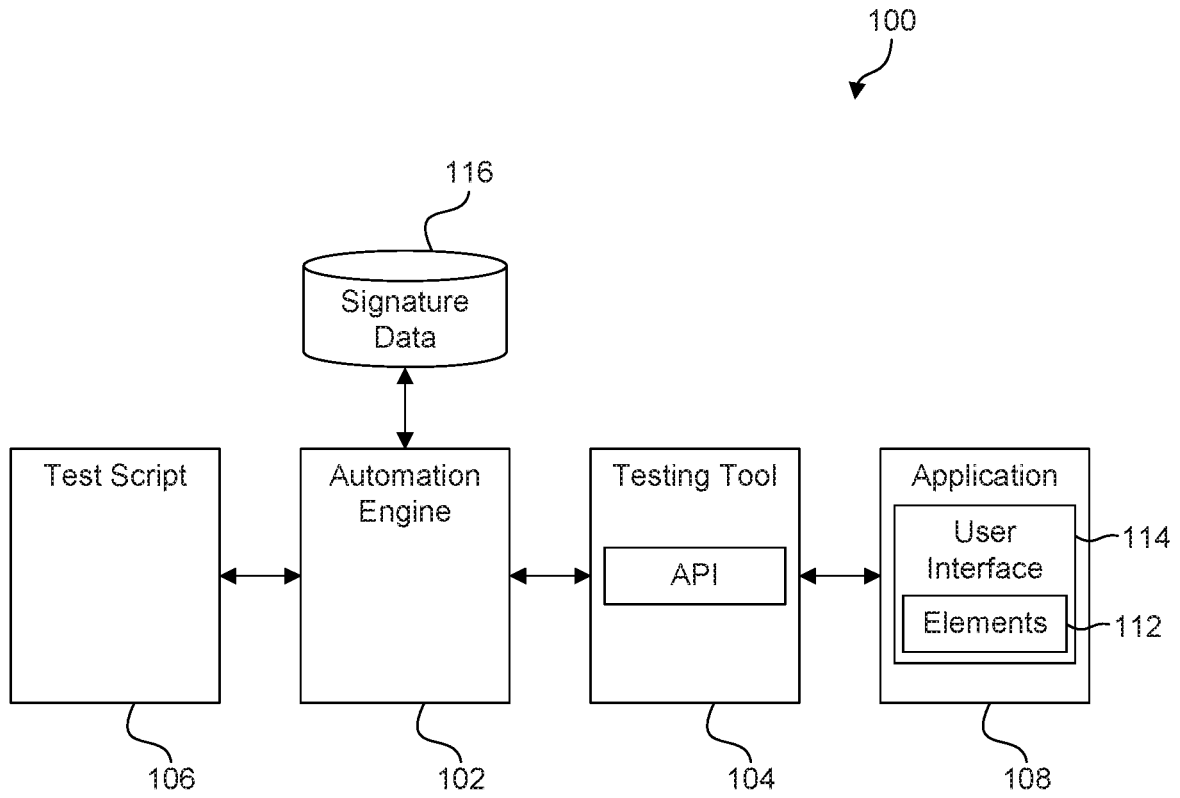 100
116
Signature
Data
Test Script
Automation
Engine
Testing Tool
API
Application
User
Interface
Elements
114
112
106
102
104
108